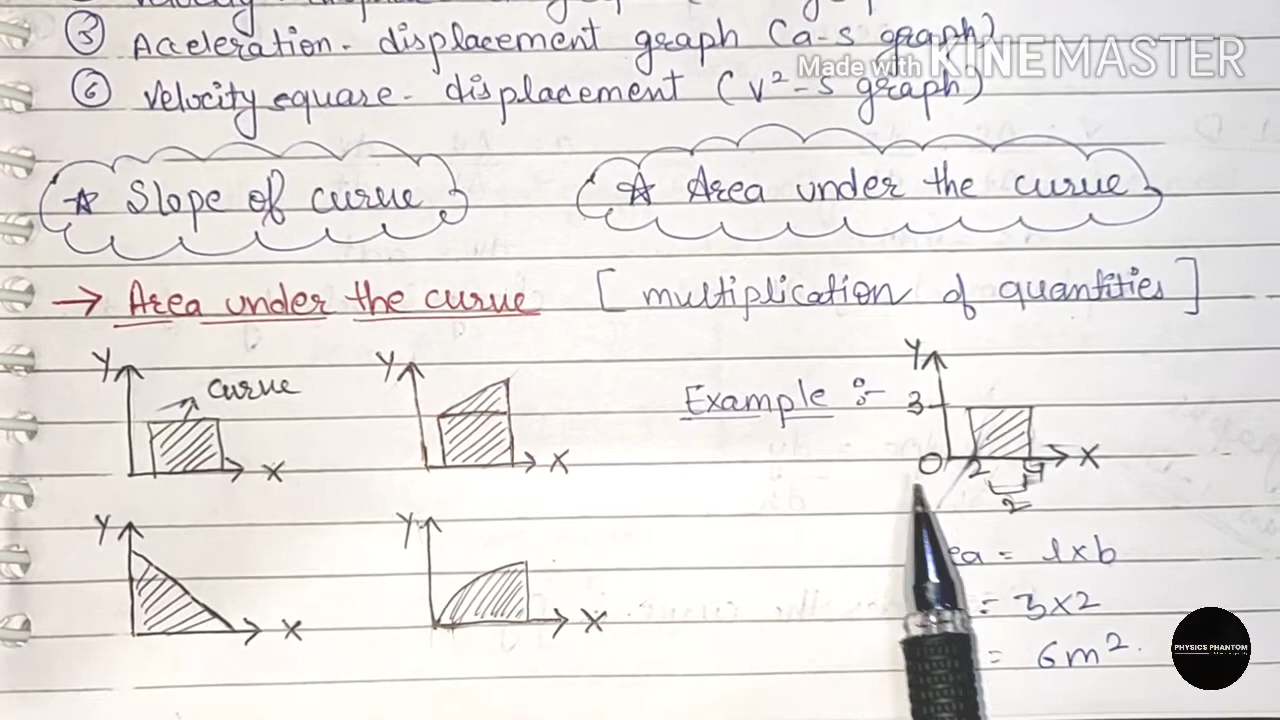 ③ Acceleration - displacement graph (a-s graph)
Made with KINEMASTER
⑥ Velocity square - displacement (v²-s graph)
☆ Slope of curve
☆ Area under the curve
→ Area under the curve [multiplication of quantities]
Y
curve
X
Y
X
Example :-
Y
3
O
2
4
X
2
Y
X
Y
X
ea = l×b
= 3×2
= 6m².
PHYSICS PHANTOM